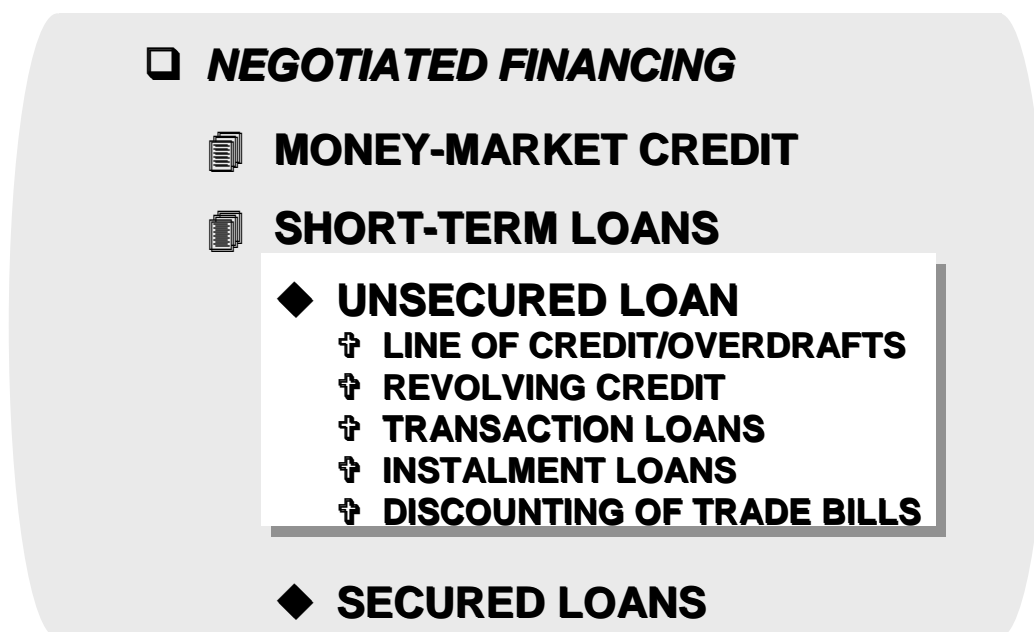 NEGOTIATED FINANCING
MONEY-MARKET CREDIT
SHORT-TERM LOANS
UNSECURED LOAN
LINE OF CREDIT/OVERDRAFTS
REVOLVING CREDIT
TRANSACTION LOANS
INSTALMENT LOANS
DISCOUNTING OF TRADE BILLS
SECURED LOANS